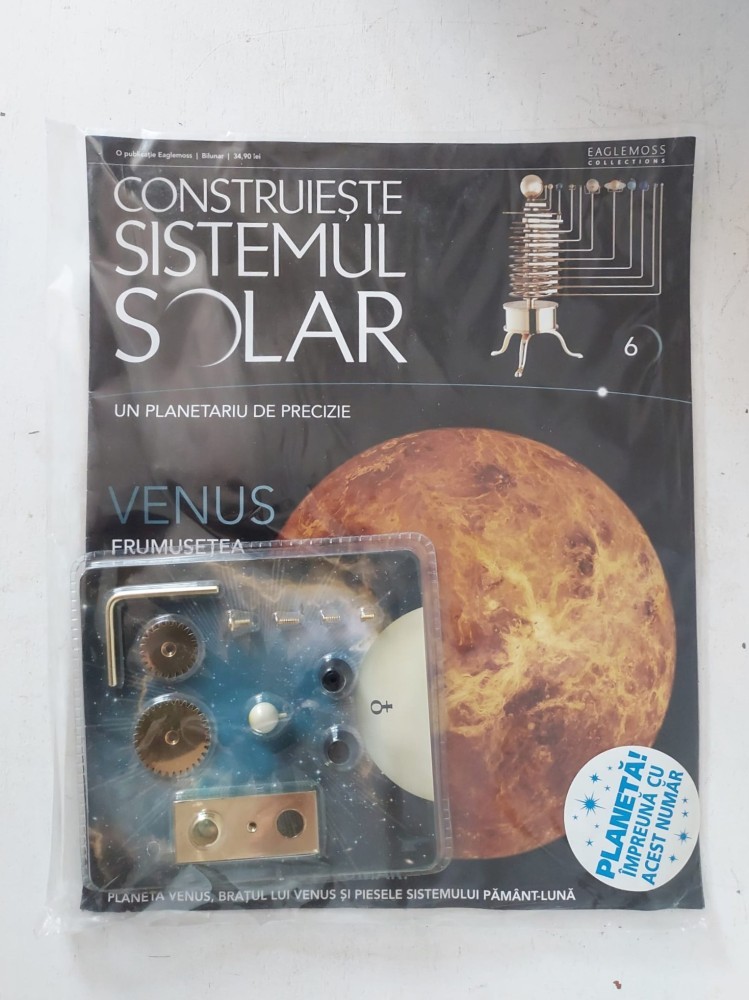 O publicație Eaglemoss | Bilunar | 34,90 lei
EAGLEMOSS
COLLECTIONS
CONSTRUIEȘTE
SISTEMUL
SOLAR
6
UN PLANETARIU DE PRECIZIE
VENUS
FRUMUSEȚEA
PLANETĂ!
ÎMPREUNĂ CU
ACEST NUMĂR
PLANETA VENUS, BRAȚUL LUI VENUS ȘI PIESELE SISTEMULUI PĂMÂNT-LUNĂ